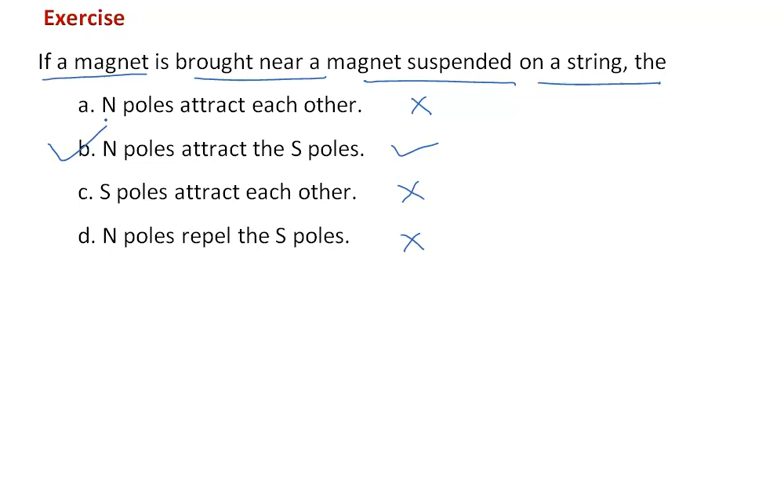 Exercise
If a magnet is brought near a magnet suspended on a string, the
a. N poles attract each other.
b. N poles attract the S poles.
c. S poles attract each other.
d. N poles repel the S poles.